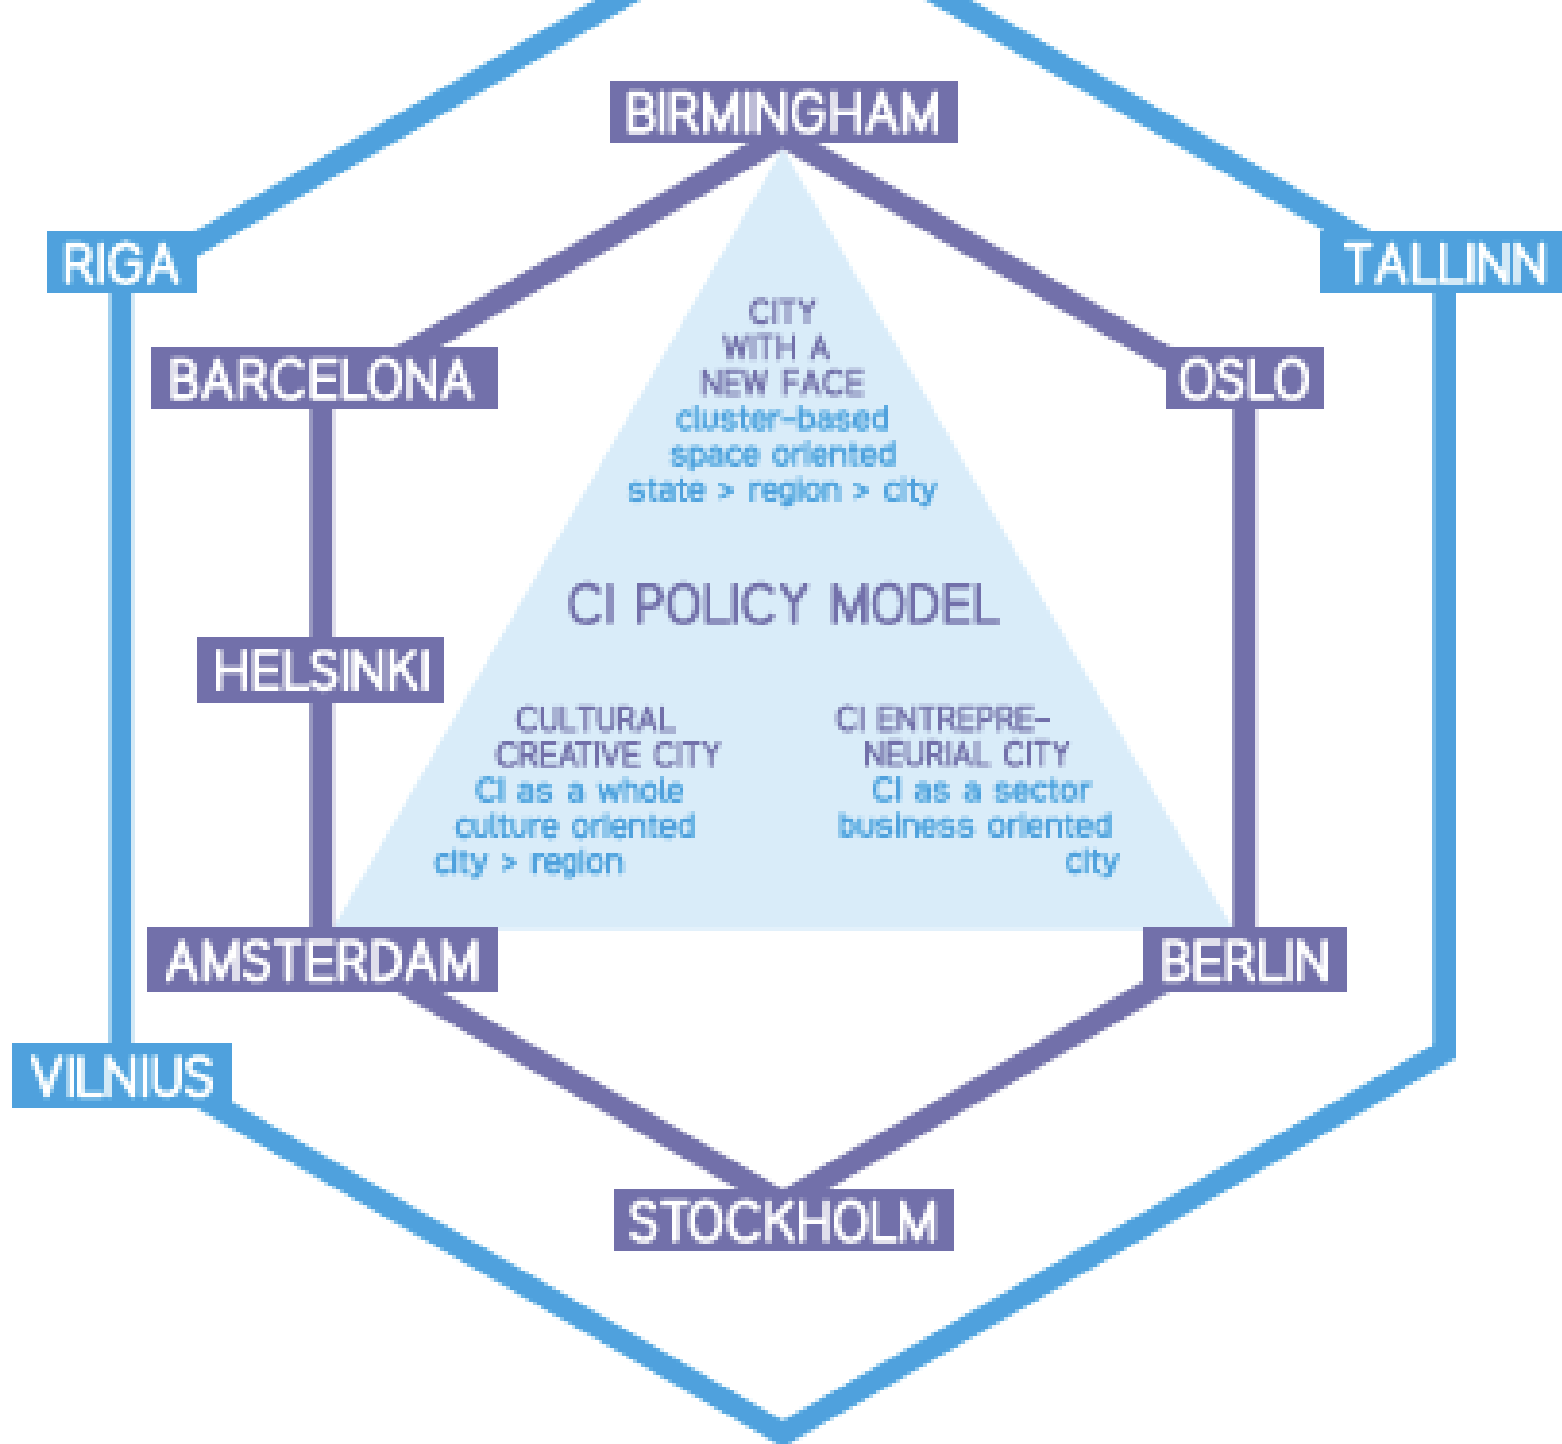 BIRMINGHAM
RIGA
TALLINN
BARCELONA
OSLO
CITY
WITH A
NEW FACE
cluster-based
space oriented
state > region > city
CI POLICY MODEL
HELSINKI
CULTURAL
CREATIVE CITY
CI as a whole
culture oriented
city > region
CI ENTREPRE-
NEURIAL CITY
CI as a sector
business oriented
city
AMSTERDAM
BERLIN
VILNIUS
STOCKHOLM